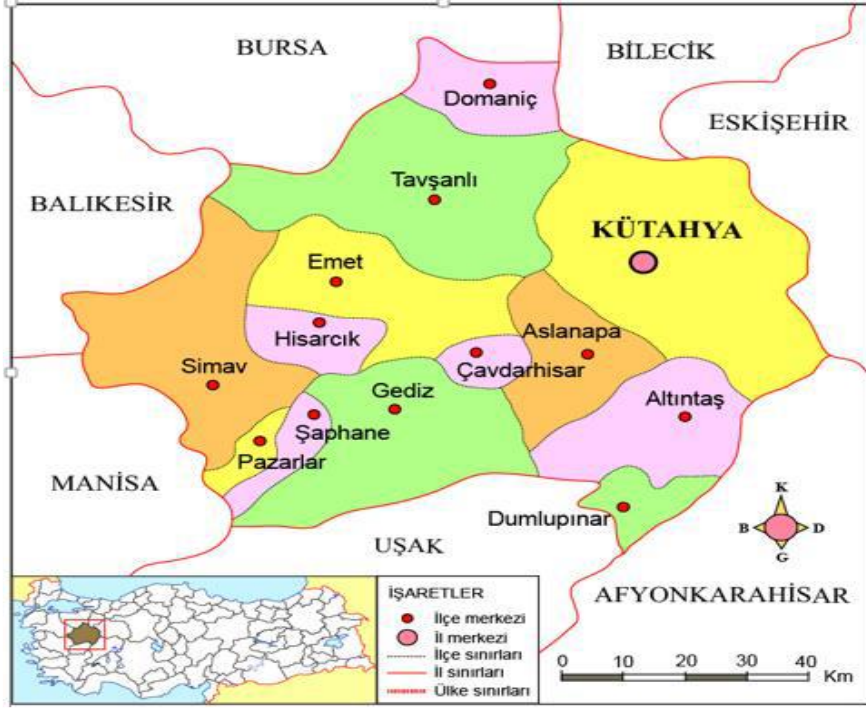 BURSA
BİLECİK
Domaniç
ESKİŞEHİR
Tavşanlı
BALIKESİR
KÜTAHYA
Emet
Hisarcık
Aslanapa
Simav
Çavdarhisar
Gediz
Altıntaş
Şaphane
Pazarlar
MANİSA
Dumlupınar
K
B D
G
UŞAK
AFYONKARAHİSAR
İŞARETLER
İlçe merkezi
İl merkezi
İlçe sınırları
İl sınırları
Ülke sınırları
0 10 20 30 40 Km